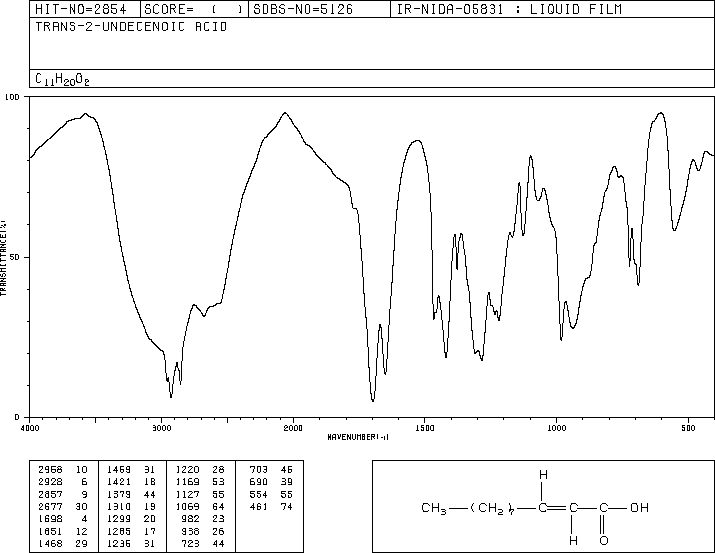 HIT-NO=2854 SCORE= ( ) SDBS-NO=5126 IR-NIDA-05831 : LIQUID FILM
TRANS-2-UNDECENOIC ACID
C11H20O2
100
50
0
TRANSMITTANCE(%)
4000 3000 2000 1500 1000 500
WAVENUMBER(-1)
2958 10 1459 31 1220 28 703 46
2928 6 1421 18 1169 53 690 39
2857 9 1379 44 1127 55 554 55
2677 30 1310 19 1069 64 461 74
1698 4 1299 20 982 23
1651 12 1285 17 938 26
1468 29 1236 31 723 44
H
CH3 (CH2)7 C C C OH
H O